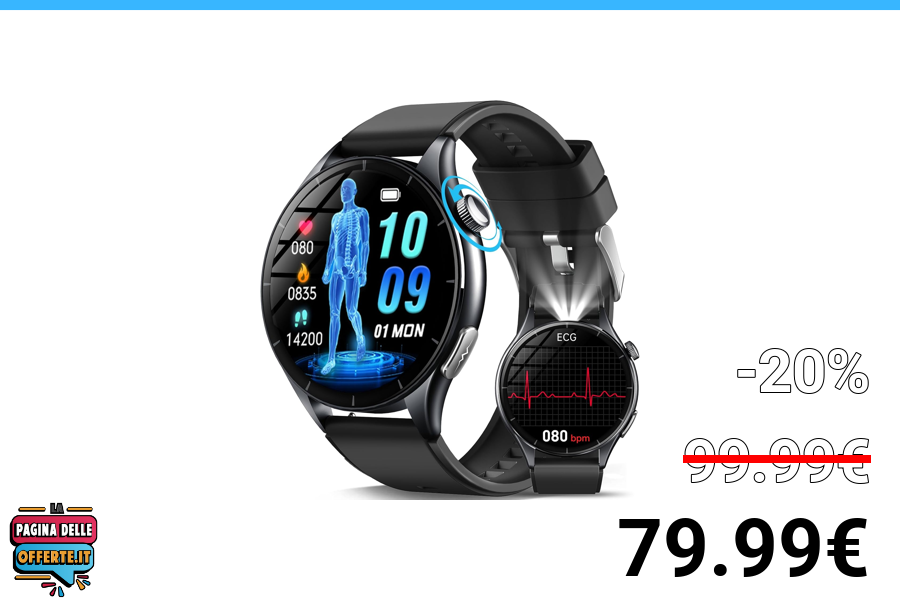 080
0835
14200
10
09
01 MON
ECG
080 bpm
-20%
99.99€
79.99€
LA
PAGINA DELLE
OFFERTE.IT